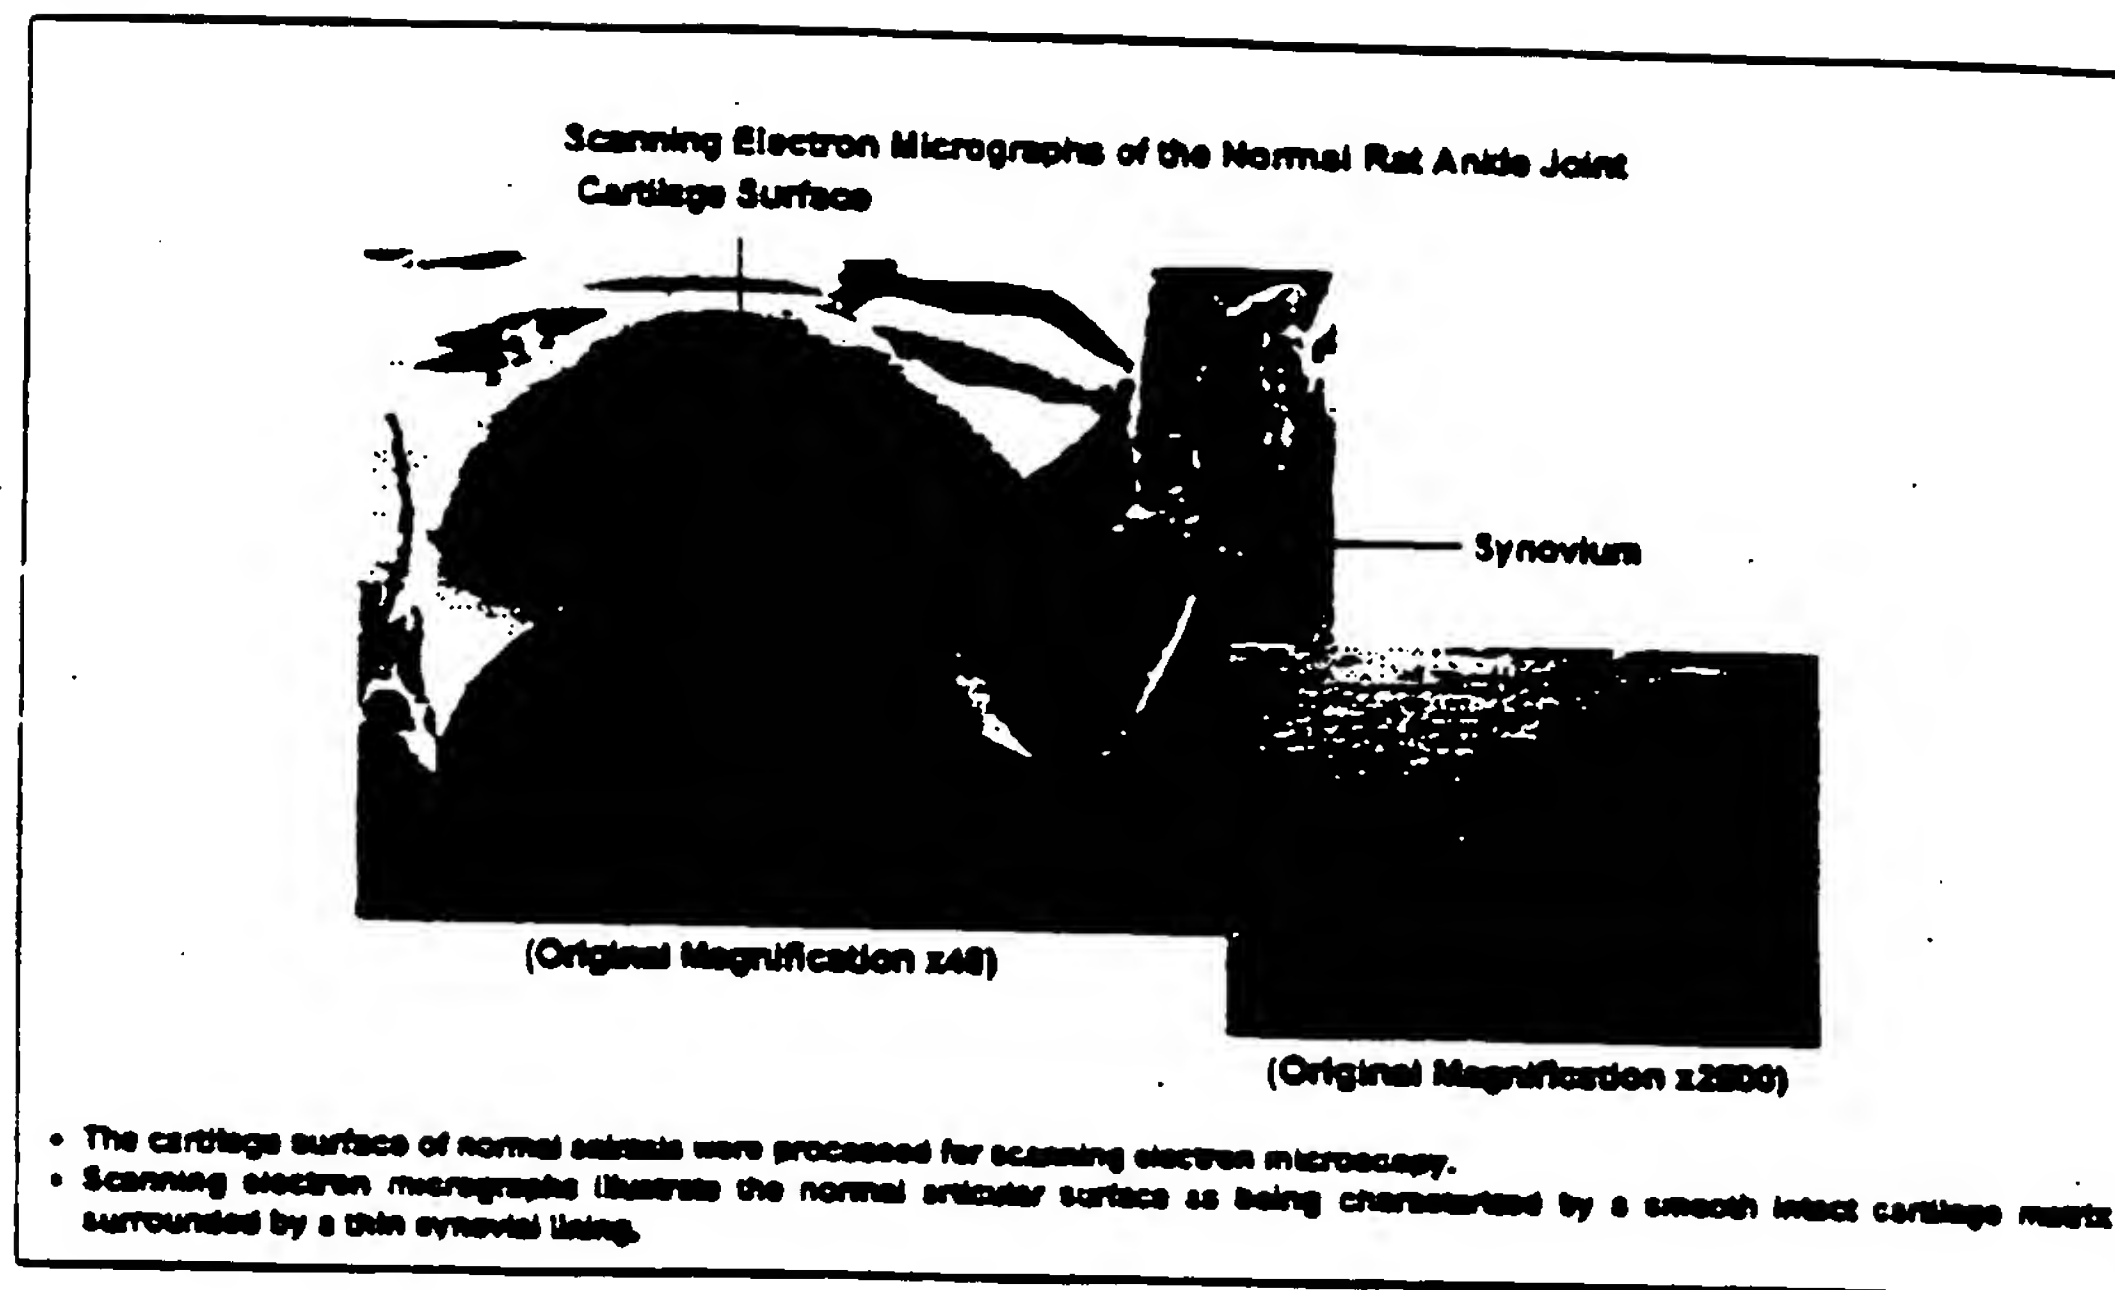 Scanning Electron Micrographs of the Normal Rat Ankle Joint
Cartilage Surface
Synovium
(Original Magnification x40)
(Original Magnification x2000)
• The cartilage surface of normal animals were processed for scanning electron microscopy.
• Scanning electron micrographs illustrate the normal articular surface as being characterized by a smooth intact cartilage matrix
surrounded by a thin synovial lining.